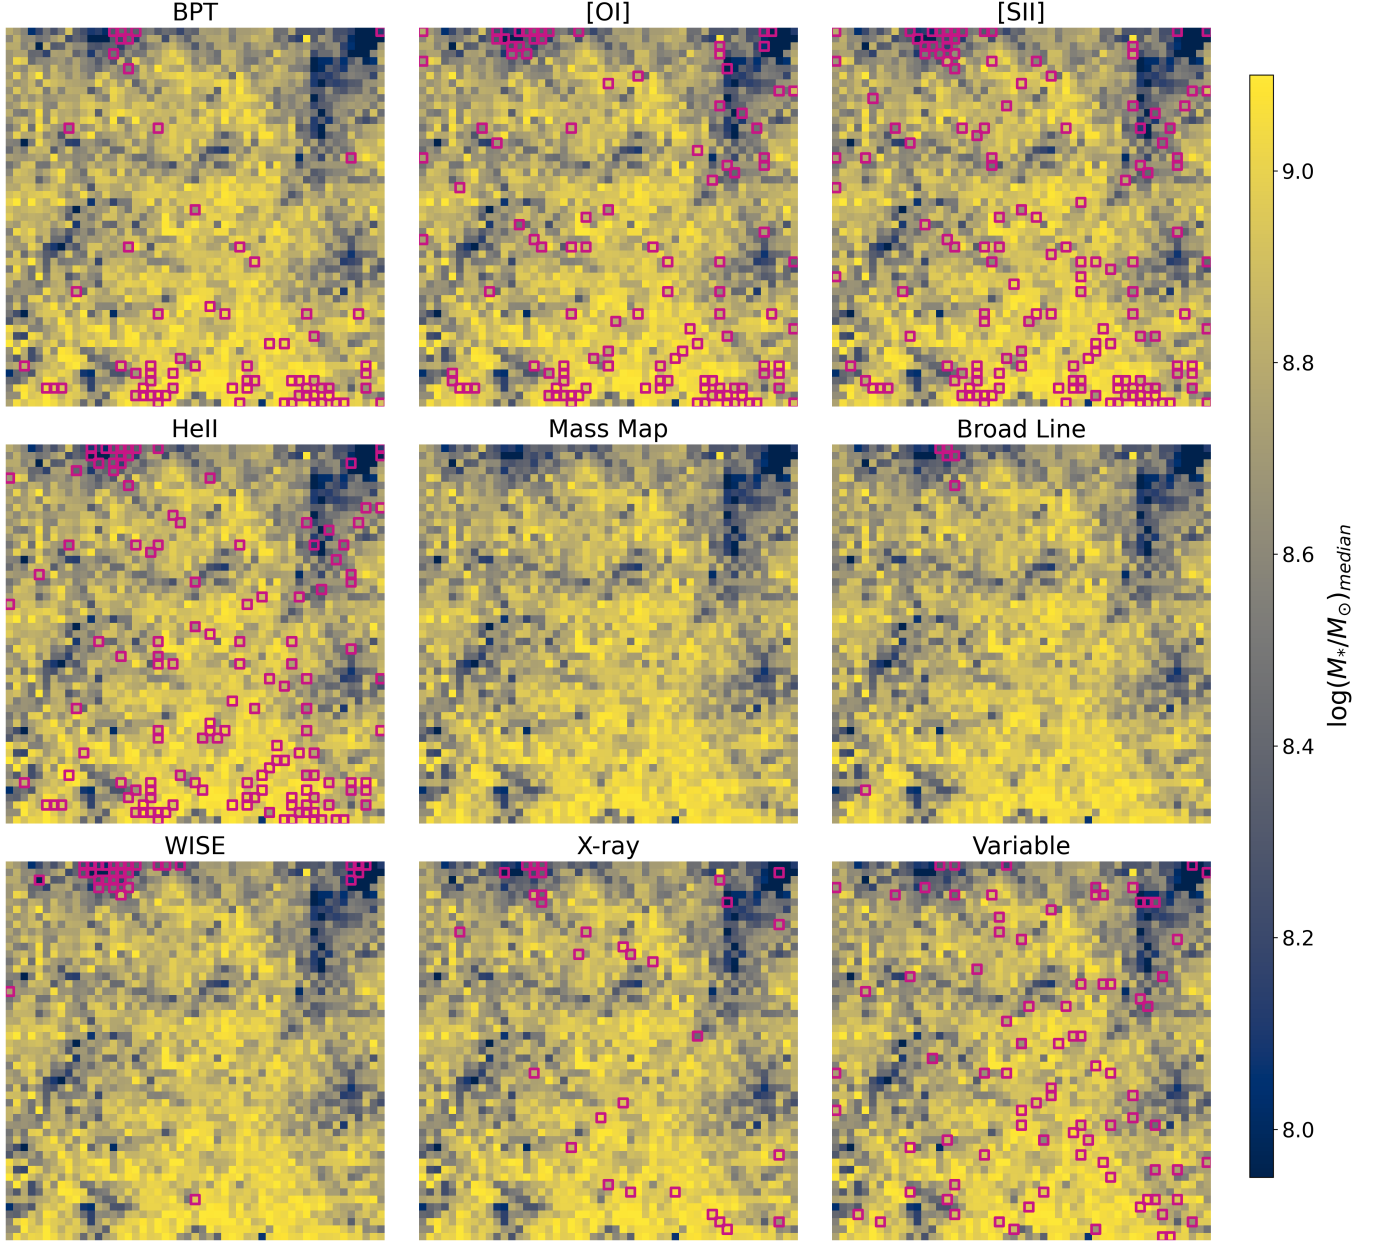 BPT [OI] [SII]
HeII Mass Map Broad Line
WISE X-ray Variable
9.0
8.8
8.6
8.4
8.2
8.0
log(M*/M⊙)median